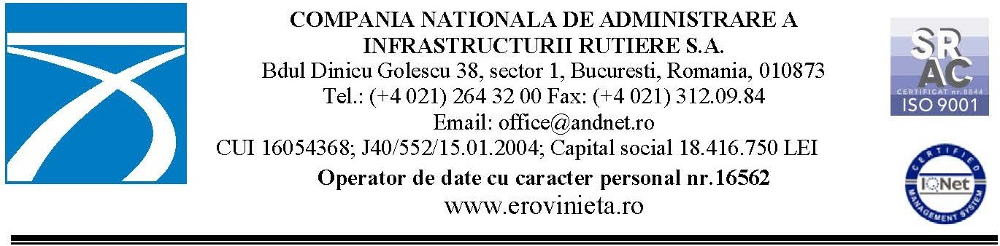 COMPANIA NATIONALA DE ADMINISTRARE A
INFRASTRUCTURII RUTIERE S.A.
Bdul Dinicu Golescu 38, sector 1, Bucuresti, Romania, 010873
Tel.: (+4 021) 264 32 00 Fax: (+4 021) 312.09.84
Email: office@andnet.ro
CUI 16054368; J40/552/15.01.2004; Capital social 18.416.750 LEI
Operator de date cu caracter personal nr.16562
www.erovinieta.ro
SR
AC
CERTIFICAT nr.8844
ISO 9001
CERTIFIED
IQNet
MANAGEMENT SYSTEM